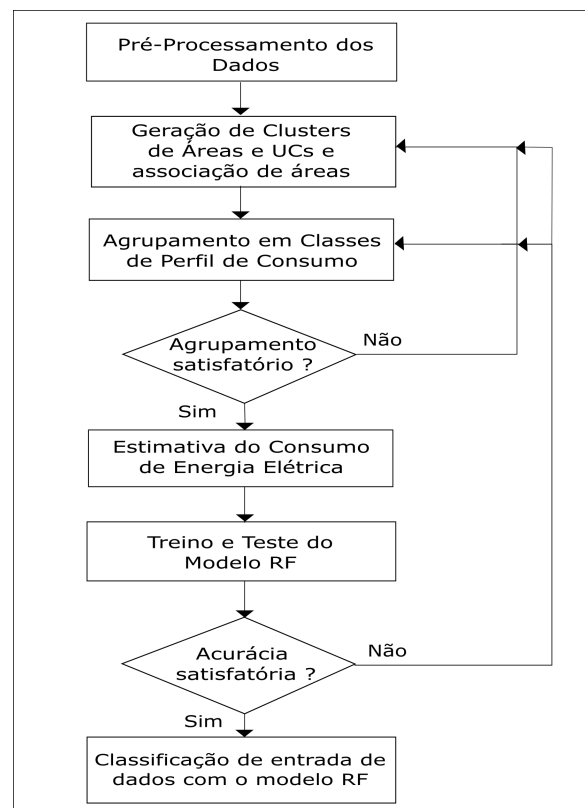 Pré-Processamento dos
Dados
Geração de Clusters
de Áreas e UCs e
associação de áreas
Agrupamento em Classes
de Perfil de Consumo
Agrupamento
satisfatório ?
Não
Sim
Estimativa do Consumo
de Energia Elétrica
Treino e Teste do
Modelo RF
Acurácia
satisfatória ?
Não
Sim
Classificação de entrada de
dados com o modelo RF